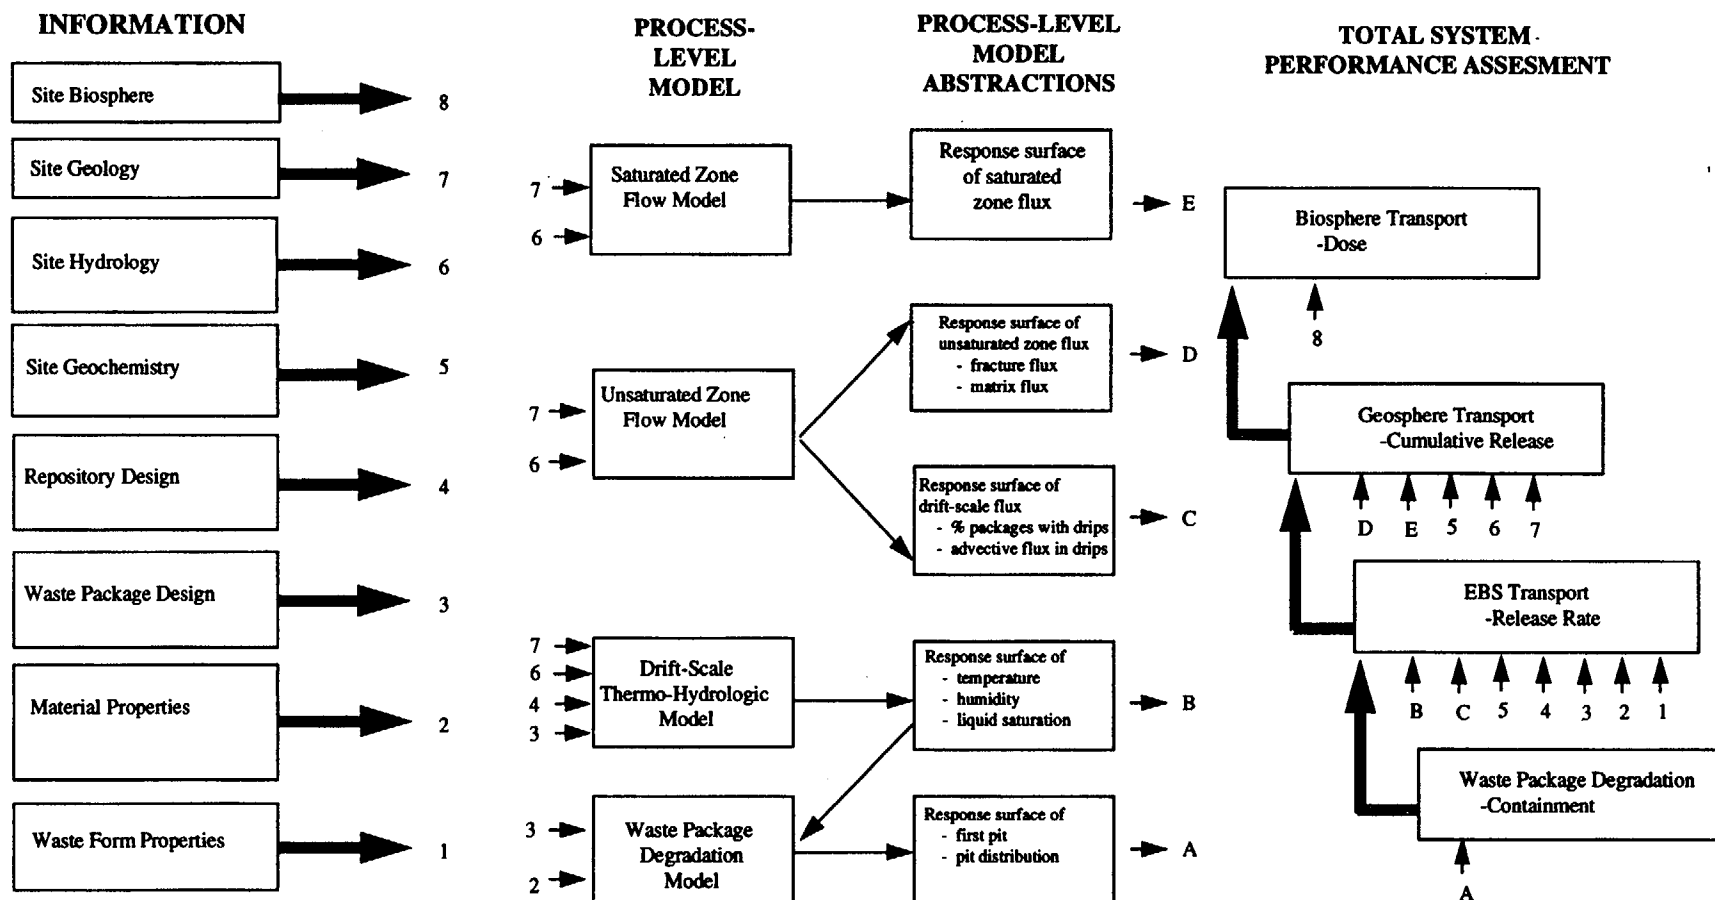 INFORMATION
Site Biosphere
8
Site Geology
7
Site Hydrology
6
Site Geochemistry
5
Repository Design
4
Waste Package Design
3
Material Properties
2
Waste Form Properties
1
PROCESS-
LEVEL
MODEL
7
6
Saturated Zone
Flow Model
7
6
Unsaturated Zone
Flow Model
7
6
4
3
Drift-Scale
Thermo-Hydrologic
Model
3
2
Waste Package
Degradation
Model
PROCESS-LEVEL
MODEL
ABSTRACTIONS
Response surface
of saturated
zone flux
E
Response surface of
unsaturated zone flux
- fracture flux
- matrix flux
D
Response surface of
drift-scale flux
- % packages with drips
- advective flux in drips
C
Response surface of
- temperature
- humidity
- liquid saturation
B
Response surface of
- first pit
- pit distribution
A
TOTAL SYSTEM
PERFORMANCE ASSESMENT
Biosphere Transport
-Dose
8
Geosphere Transport
-Cumulative Release
D E 5 6 7
EBS Transport
-Release Rate
B C 5 4 3 2 1
Waste Package Degradation
-Containment
A